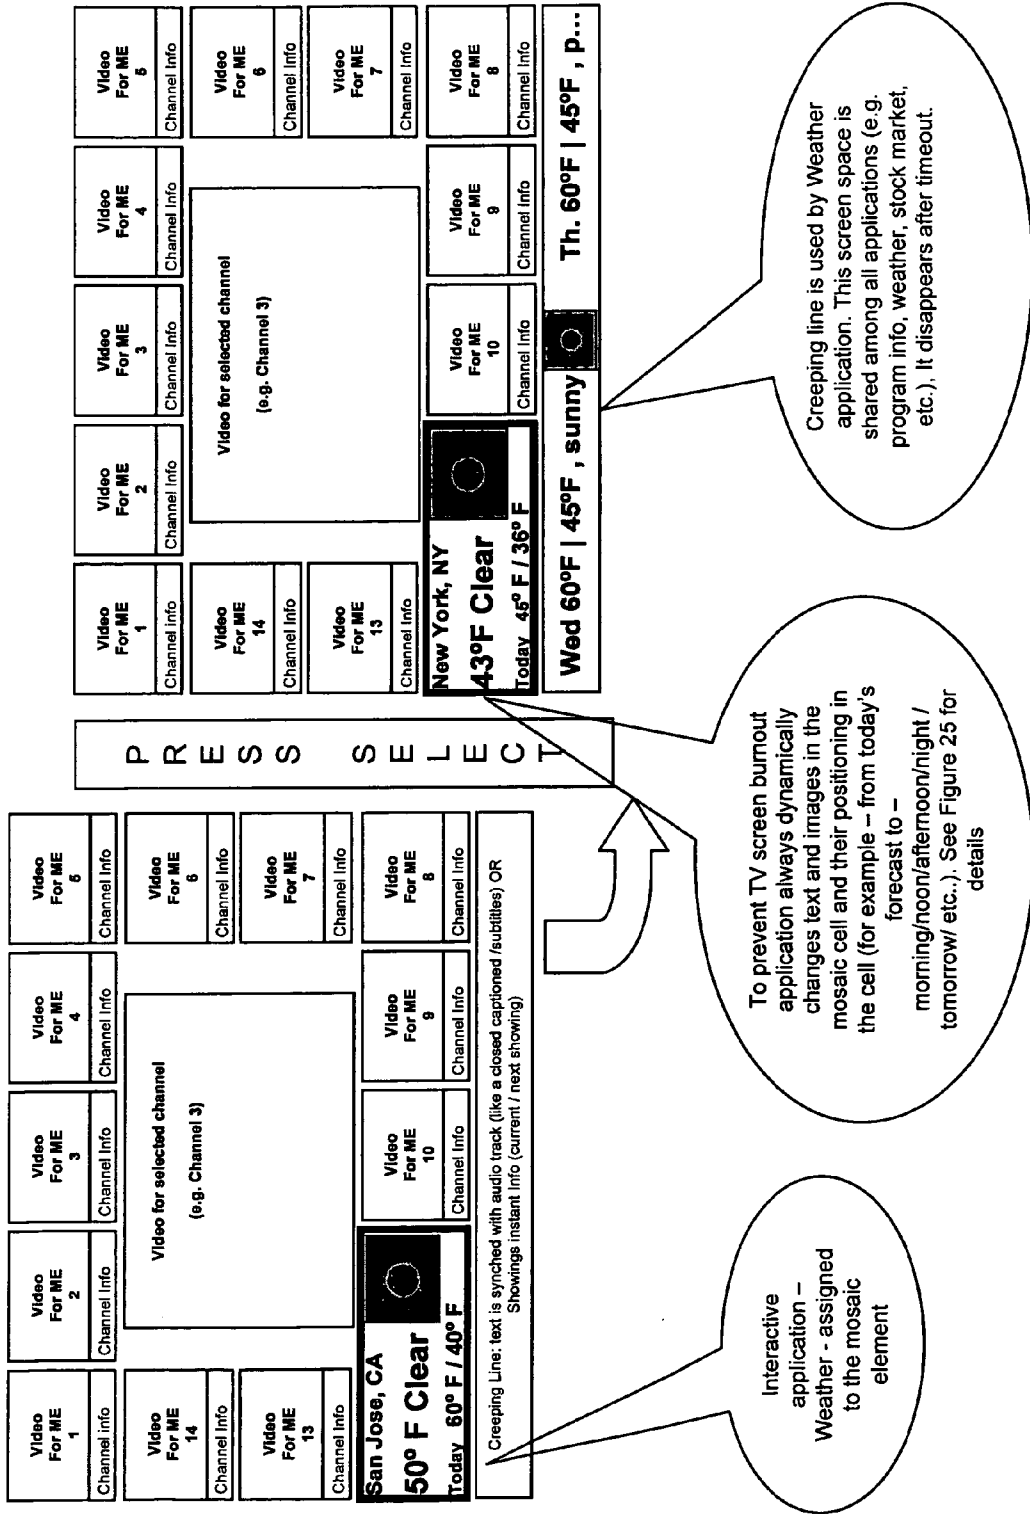 Video
For ME
1
Channel info
Video
For ME
2
Channel Info
Video
For ME
3
Channel Info
Video
For ME
4
Channel Info
Video
For ME
5
Channel Info
Video
For ME
14
Channel Info
Video for selected channel
(e.g. Channel 3)
Video
For ME
6
Channel Info
Video
For ME
13
Channel Info
Video
For ME
7
Channel Info
San Jose, CA
50º F Clear
Today 60º F / 40º F
Video
For ME
10
Channel Info
Video
For ME
9
Channel Info
Video
For ME
8
Channel Info
Creeping Line; text is synched with audio track (like a closed captioned /subtitles) OR
Showings instant Info (current / next showing)
PRESS SELECT
Video
For ME
1
Channel info
Video
For ME
2
Channel Info
Video
For ME
3
Channel Info
Video
For ME
4
Channel Info
Video
For ME
5
Channel Info
Video
For ME
14
Channel Info
Video for selected channel
(e.g. Channel 3)
Video
For ME
6
Channel Info
Video
For ME
13
Channel Info
Video
For ME
7
Channel Info
New York, NY
43ºF Clear
Today 45º F / 36º F
Video
For ME
10
Channel Info
Video
For ME
9
Channel Info
Video
For ME
8
Channel Info
Wed 60ºF | 45ºF , sunny Th. 60ºF | 45ºF , p...
Interactive
application –
Weather - assigned
to the mosaic
element
To prevent TV screen burnout
application always dynamically
changes text and images in the
mosaic cell and their positioning in
the cell (for example – from today's
forecast to –
morning/noon/afternoon/night /
tomorrow/ etc..). See Figure 25 for
details
Creeping line is used by Weather
application. This screen space is
shared among all applications (e.g.
program info, weather, stock market,
etc.), It disappears after timeout.